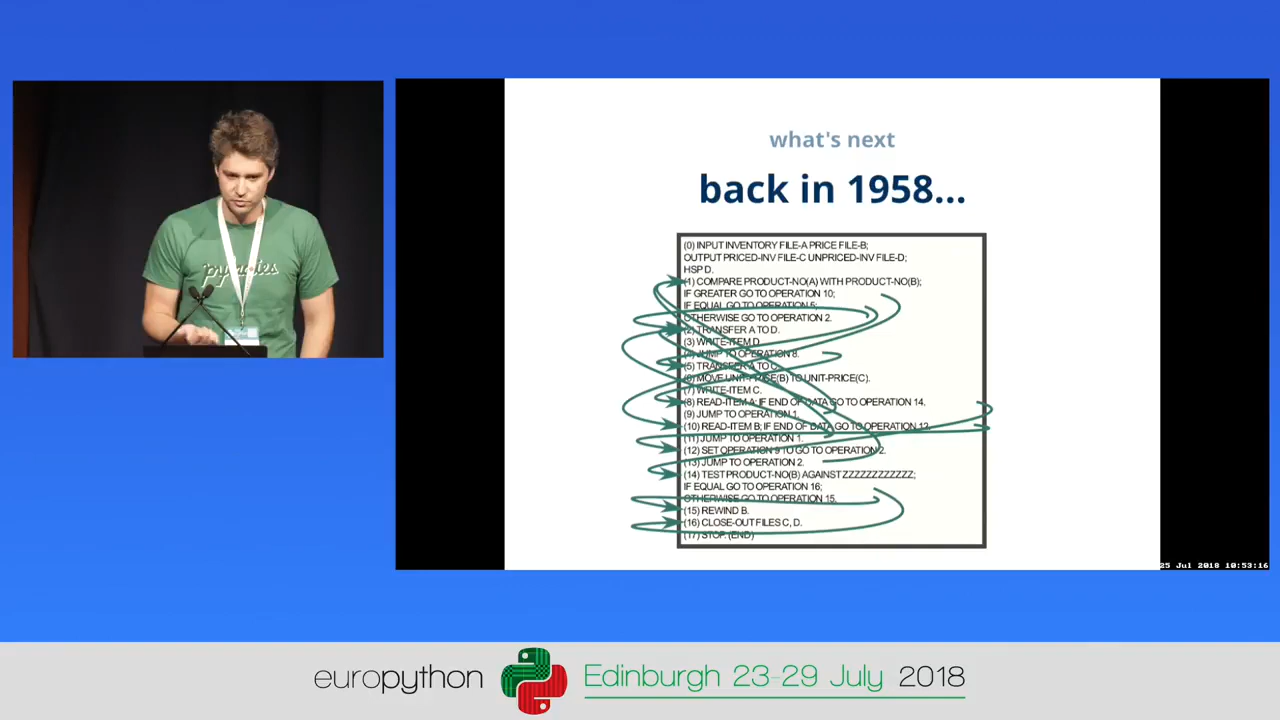 what's next
back in 1958...
(0) INPUT INVENTORY FILE-A PRICE FILE-B;
OUTPUT PRICED-INV FILE-C UNPRICED-INV FILE-D;
HSP D.
(1) COMPARE PRODUCT-NO(A) WITH PRODUCT-NO(B);
IF GREATER GO TO OPERATION 10;
IF EQUAL GO TO OPERATION 5;
OTHERWISE GO TO OPERATION 2.
(2) TRANSFER A TO D.
(3) WRITE-ITEM D.
(4) JUMP TO OPERATION 8.
(5) TRANSFER A TO C.
(6) MOVE UNIT-PRICE(B) TO UNIT-PRICE(C).
(7) WRITE-ITEM C.
(8) READ-ITEM A; IF END OF DATA GO TO OPERATION 14.
(9) JUMP TO OPERATION 1.
(10) READ-ITEM B; IF END OF DATA GO TO OPERATION 12.
(11) JUMP TO OPERATION 1.
(12) SET OPERATION 9 TO GO TO OPERATION 2.
(13) JUMP TO OPERATION 2.
(14) TEST PRODUCT-NO(B) AGAINST ZZZZZZZZZZZZ;
IF EQUAL GO TO OPERATION 16;
OTHERWISE GO TO OPERATION 15.
(15) REWIND B.
(16) CLOSE-OUT FILES C, D.
(17) STOP. (END)
25 Jul 2018 10:53:16
europython Edinburgh 23-29 July 2018